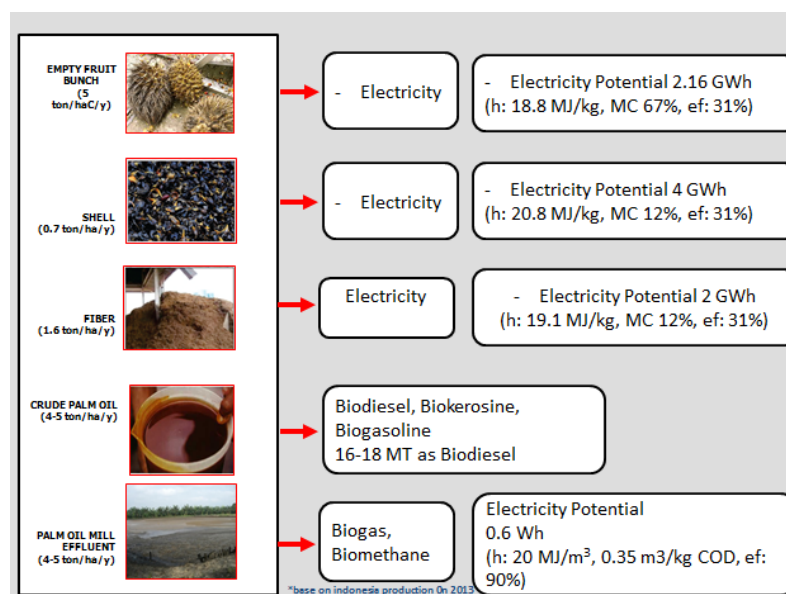 EMPTY FRUIT
BUNCH
(5
ton/haC/y)
- Electricity
- Electricity Potential 2.16 GWh
(h: 18.8 MJ/kg, MC 67%, ef: 31%)
SHELL
(0.7 ton/ha/y)
- Electricity
- Electricity Potential 4 GWh
(h: 20.8 MJ/kg, MC 12%, ef: 31%)
FIBER
(1.6 ton/ha/y)
Electricity
- Electricity Potential 2 GWh
(h: 19.1 MJ/kg, MC 12%, ef: 31%)
CRUDE PALM OIL
(4-5 ton/ha/y)
Biodiesel, Biokerosine,
Biogasoline
16-18 MT as Biodiesel
PALM OIL MILL
EFFLUENT
(4-5 ton/ha/y)
Biogas,
Biomethane
Electricity Potential
0.6 Wh
(h: 20 MJ/m³, 0.35 m3/kg COD, ef:
90%)
*base on indonesia production 0n 2013